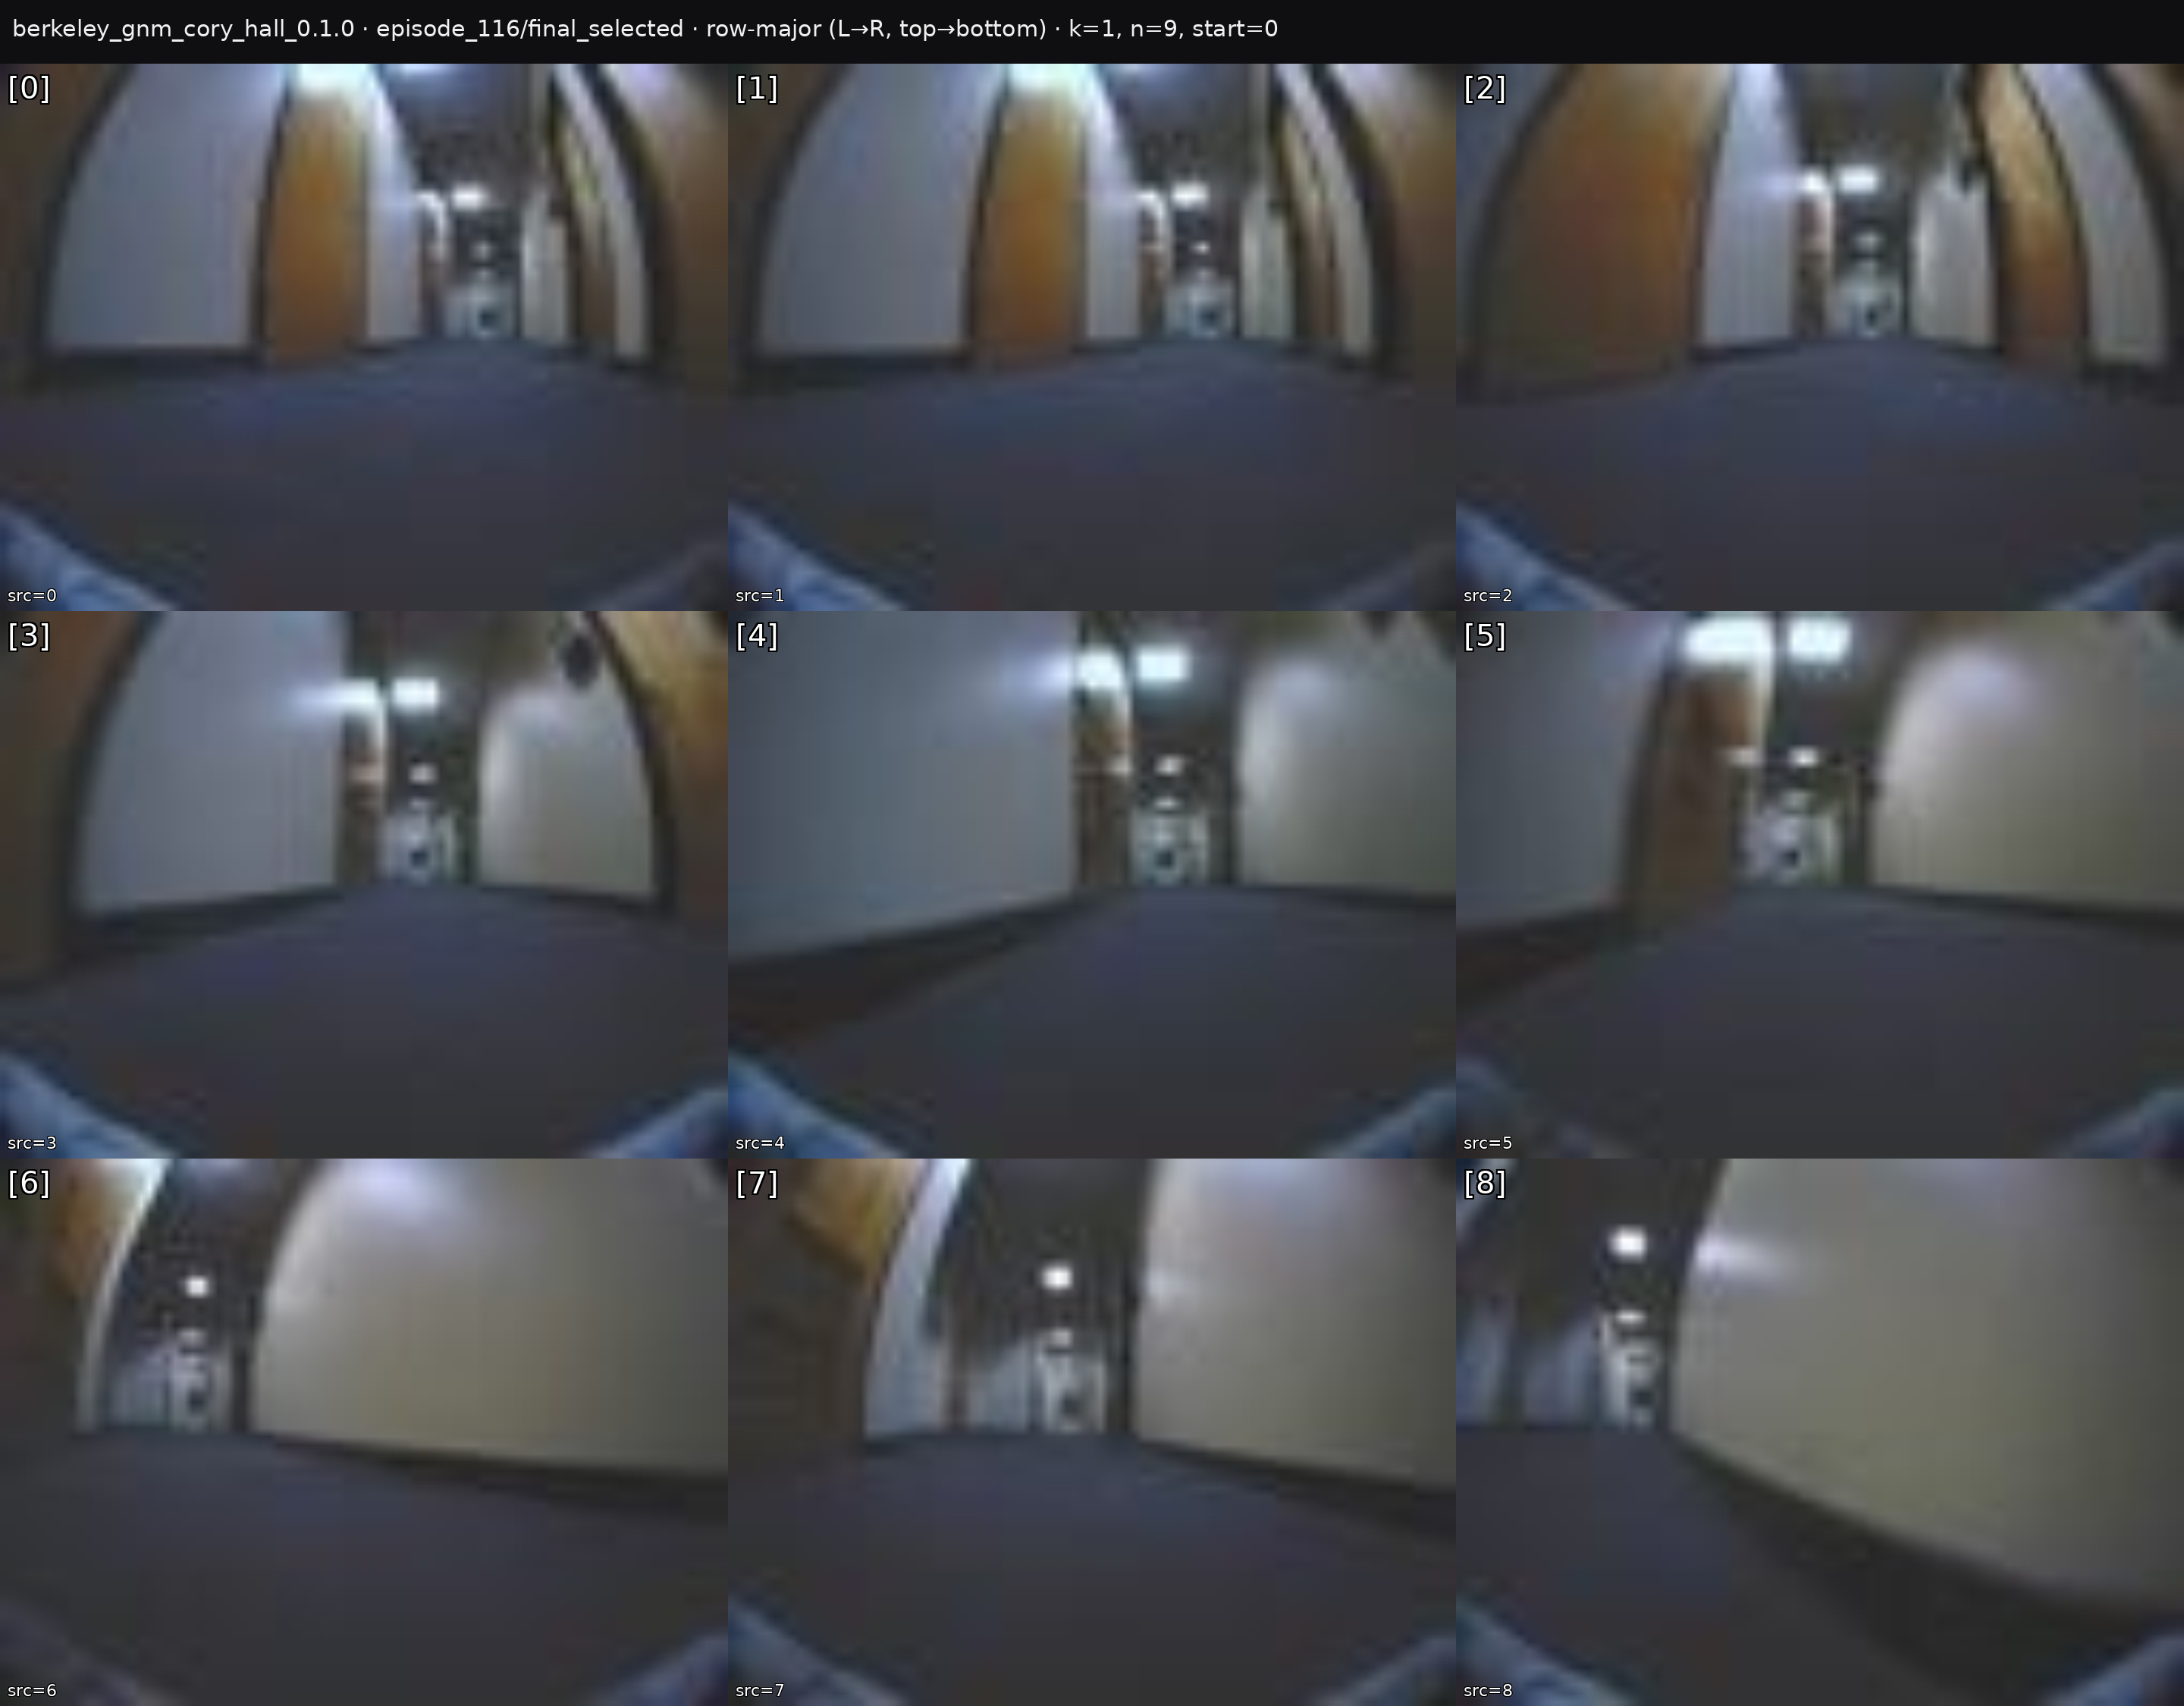 berkeley_gnm_cory_hall_0.1.0 · episode_116/final_selected · row-major (L→R, top→bottom) · k=1, n=9, start=0
[0]
[1]
[2]
src=0
src=1
src=2
[3]
[4]
[5]
src=3
src=4
src=5
[6]
[7]
[8]
src=6
src=7
src=8